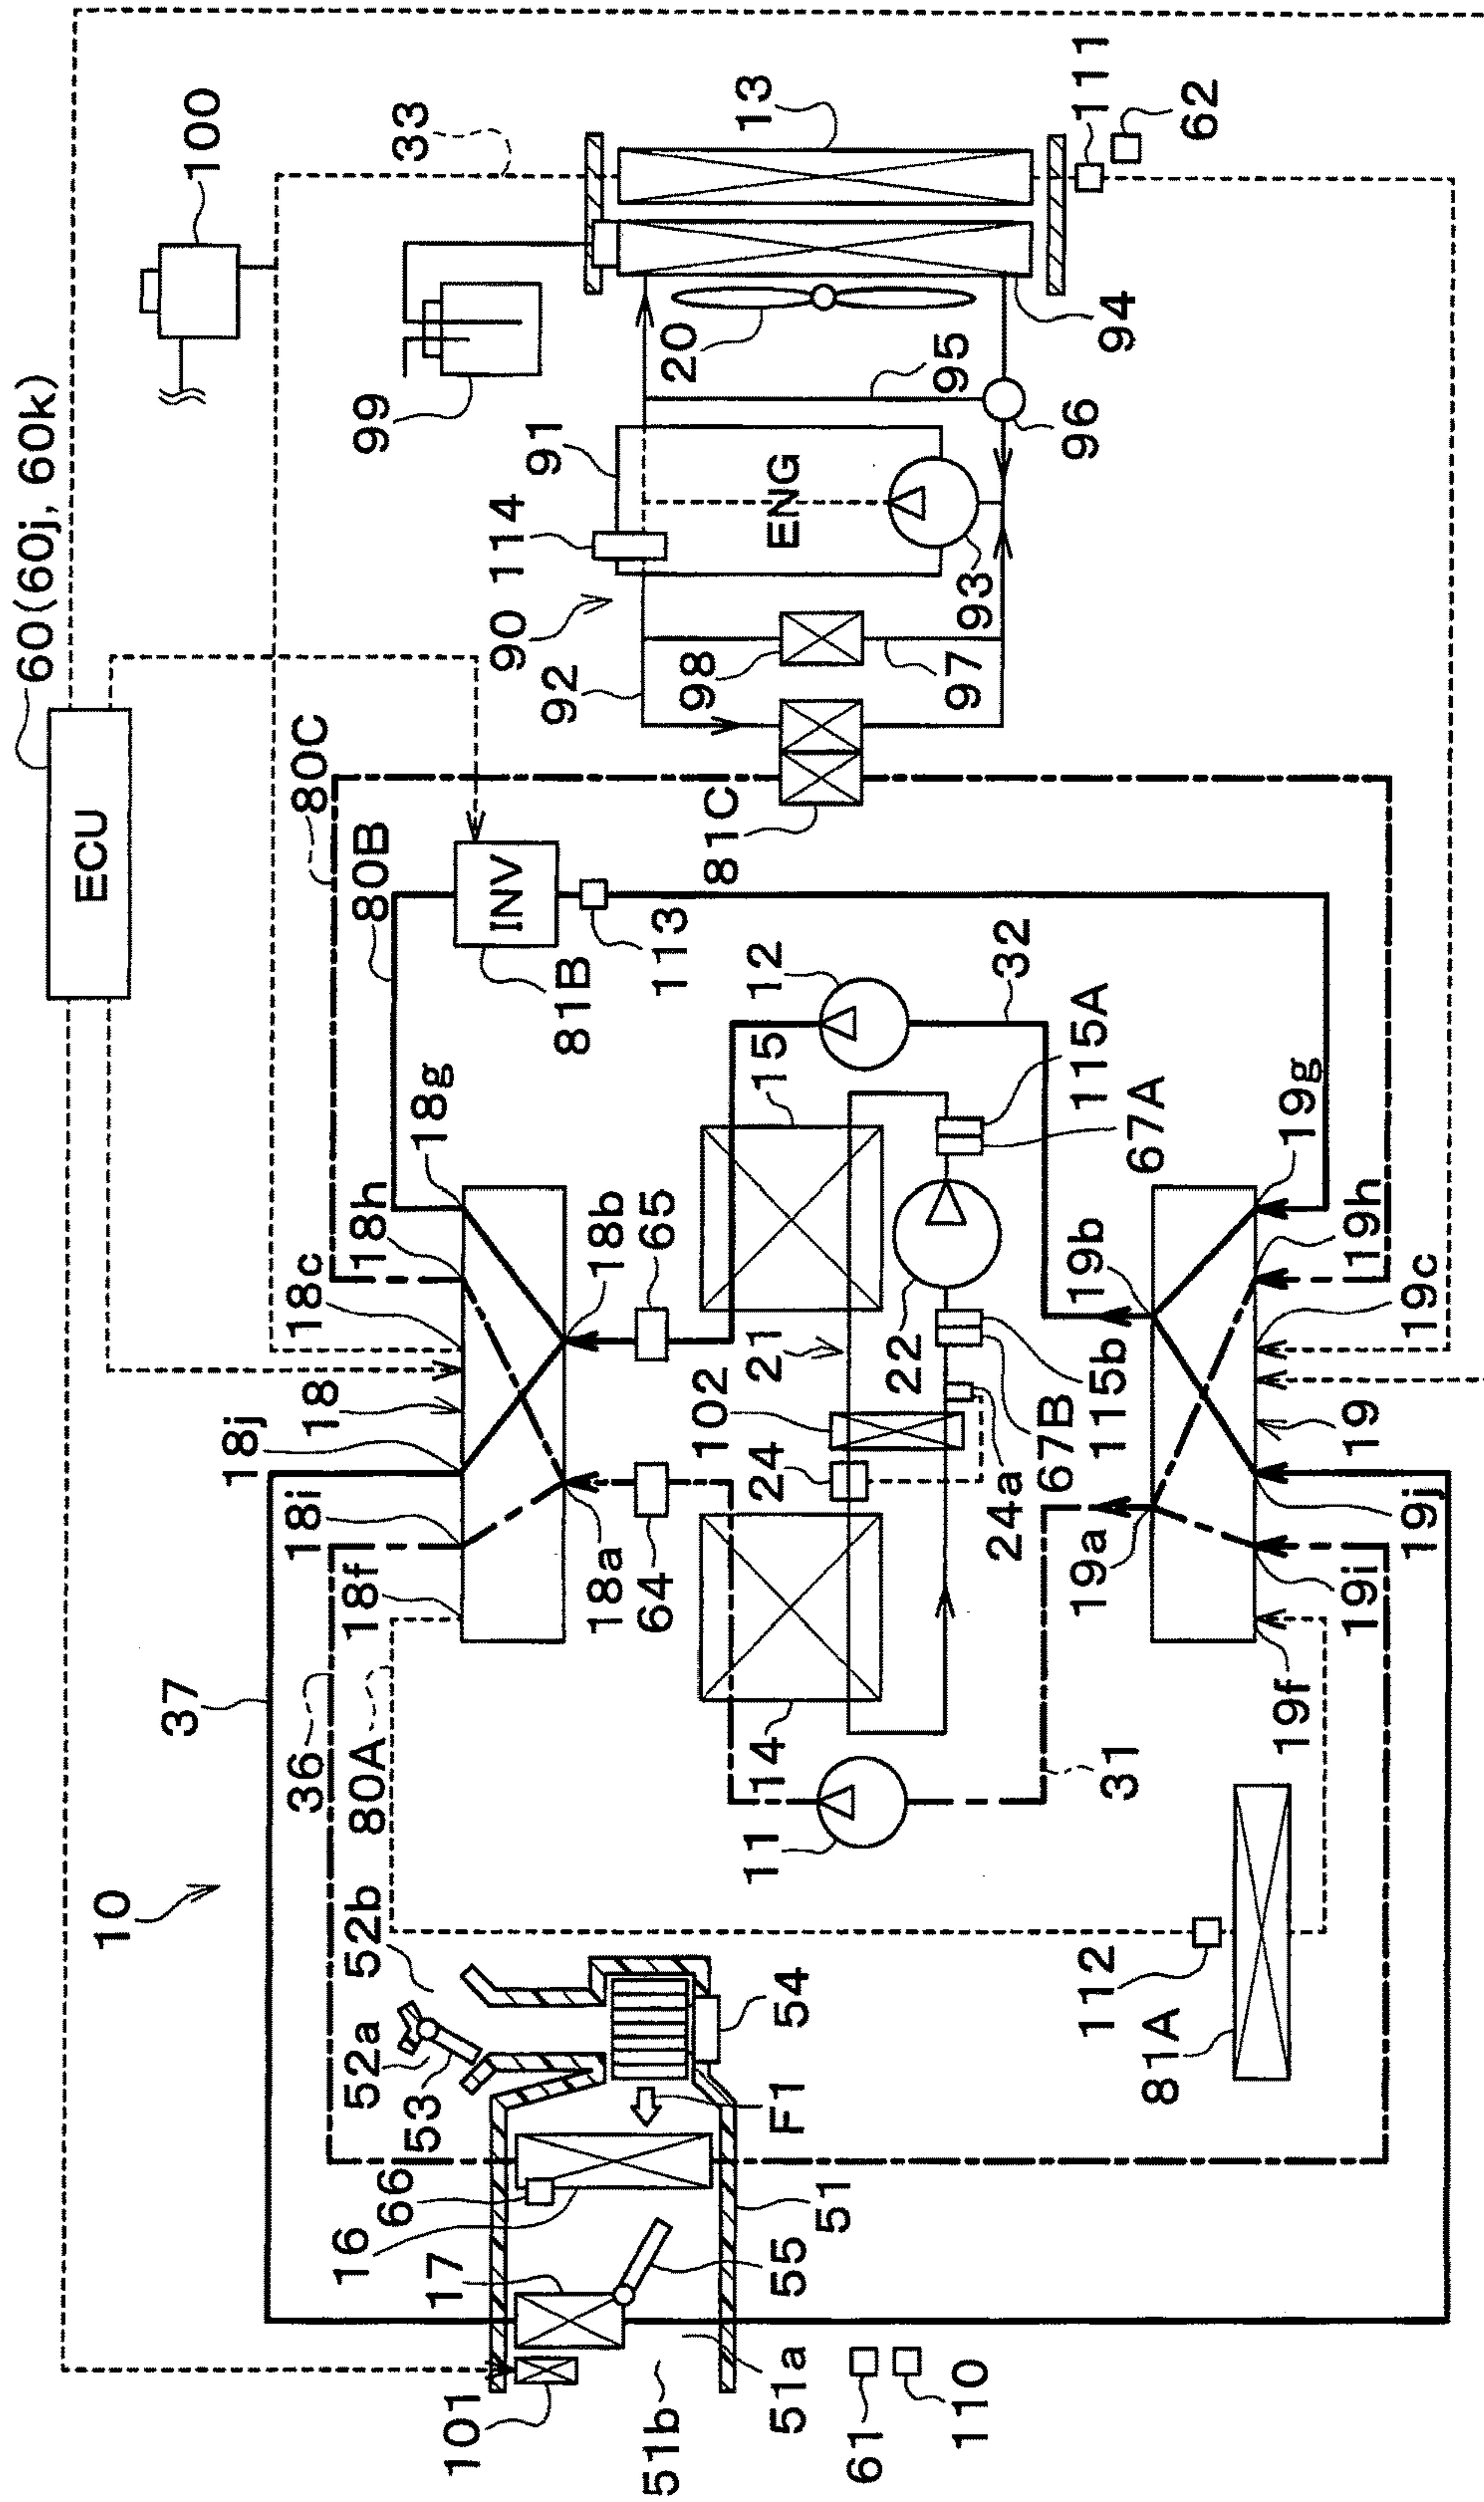 60(60j, 60k)
ECU
100
33
13
111
62
99
20
95
94
96
91
114
ENG
93
90
92
98
97
80C
80B
81C
INV
81B
113
12
32
15
115A
67A
18g
18h
18c
18b
65
19g
19b
19h
19c
21
22
115b
67B
102
24
24a
18
18j
18i
18f
18a
64
19
19j
19a
19i
19f
37
36
80A
14
11
31
10
52b
52a
53
54
F1
112
81A
66
16
17
51
55
101
51b
51a
61
110